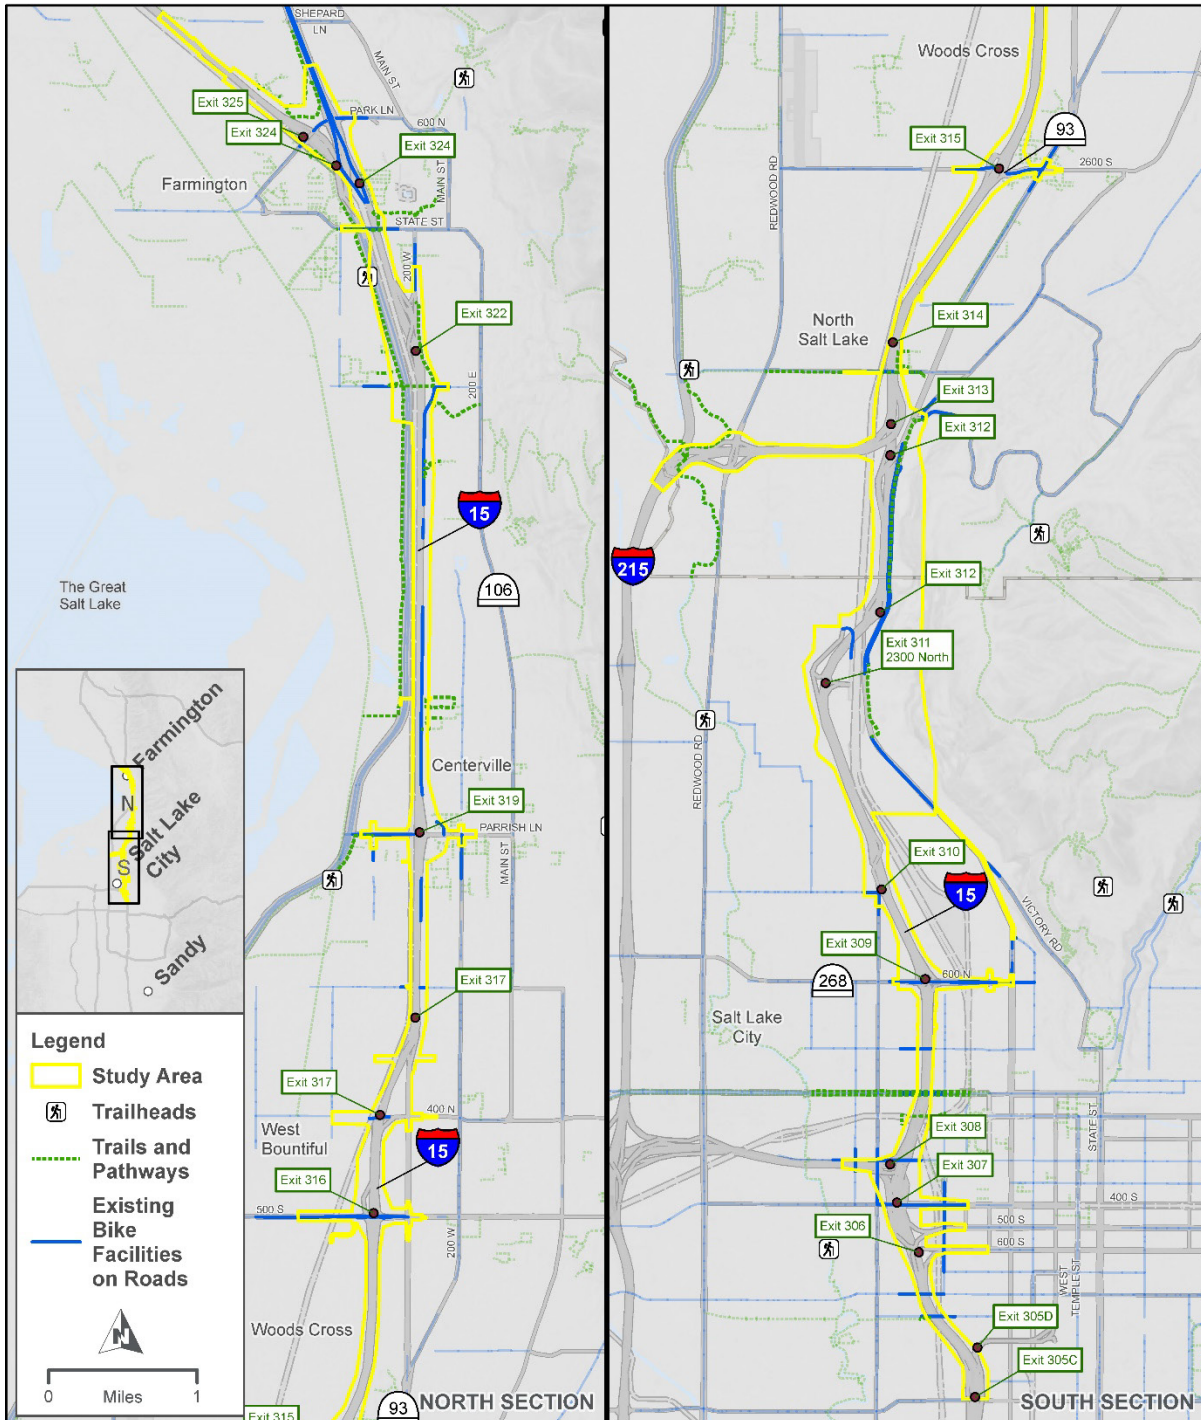 SHEPARD
LN
MAIN ST
Exit 325
PARK LN
600 N
Exit 324
Exit 324
Farmington
MAIN ST
STATE ST
200 W
Exit 322
200 E
15
106
The Great
Salt Lake
Farmington
N
Salt Lake
City
S
Sandy
Centerville
Exit 319
PARRISH LN
MAIN ST
Exit 317
Exit 317
400 N
West
Bountiful
15
Exit 316
500 S
200 W
Woods Cross
93
Exit 315
NORTH SECTION
Legend
Study Area
Trailheads
Trails and
Pathways
Existing
Bike
Facilities
on Roads
N
0
Miles
1
Woods Cross
93
Exit 315
2600 S
REDWOOD RD
North
Salt Lake
Exit 314
Exit 313
Exit 312
215
Exit 312
Exit 311
2300 North
REDWOOD RD
Exit 310
15
VICTORY RD
Exit 309
600 N
268
Salt Lake
City
STATE ST
Exit 308
Exit 307
400 S
500 S
Exit 306
600 S
WEST
TEMPLE ST
Exit 305D
Exit 305C
SOUTH SECTION